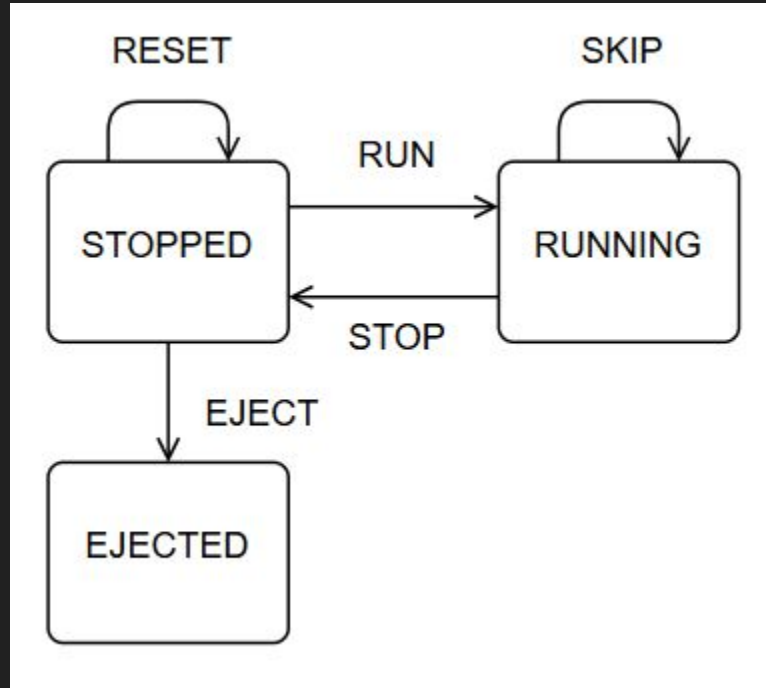 RESET
SKIP
RUN
STOPPED
RUNNING
STOP
EJECT
EJECTED